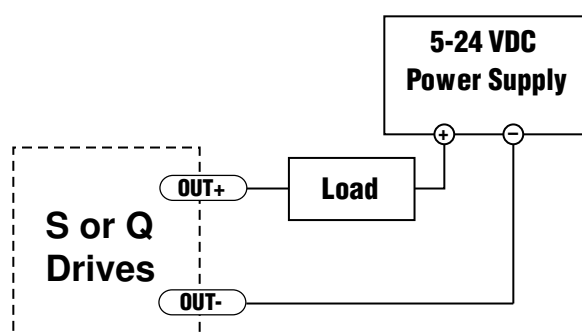 5-24 VDC
Power Supply
+
−
OUT+
Load
S or Q
Drives
OUT-